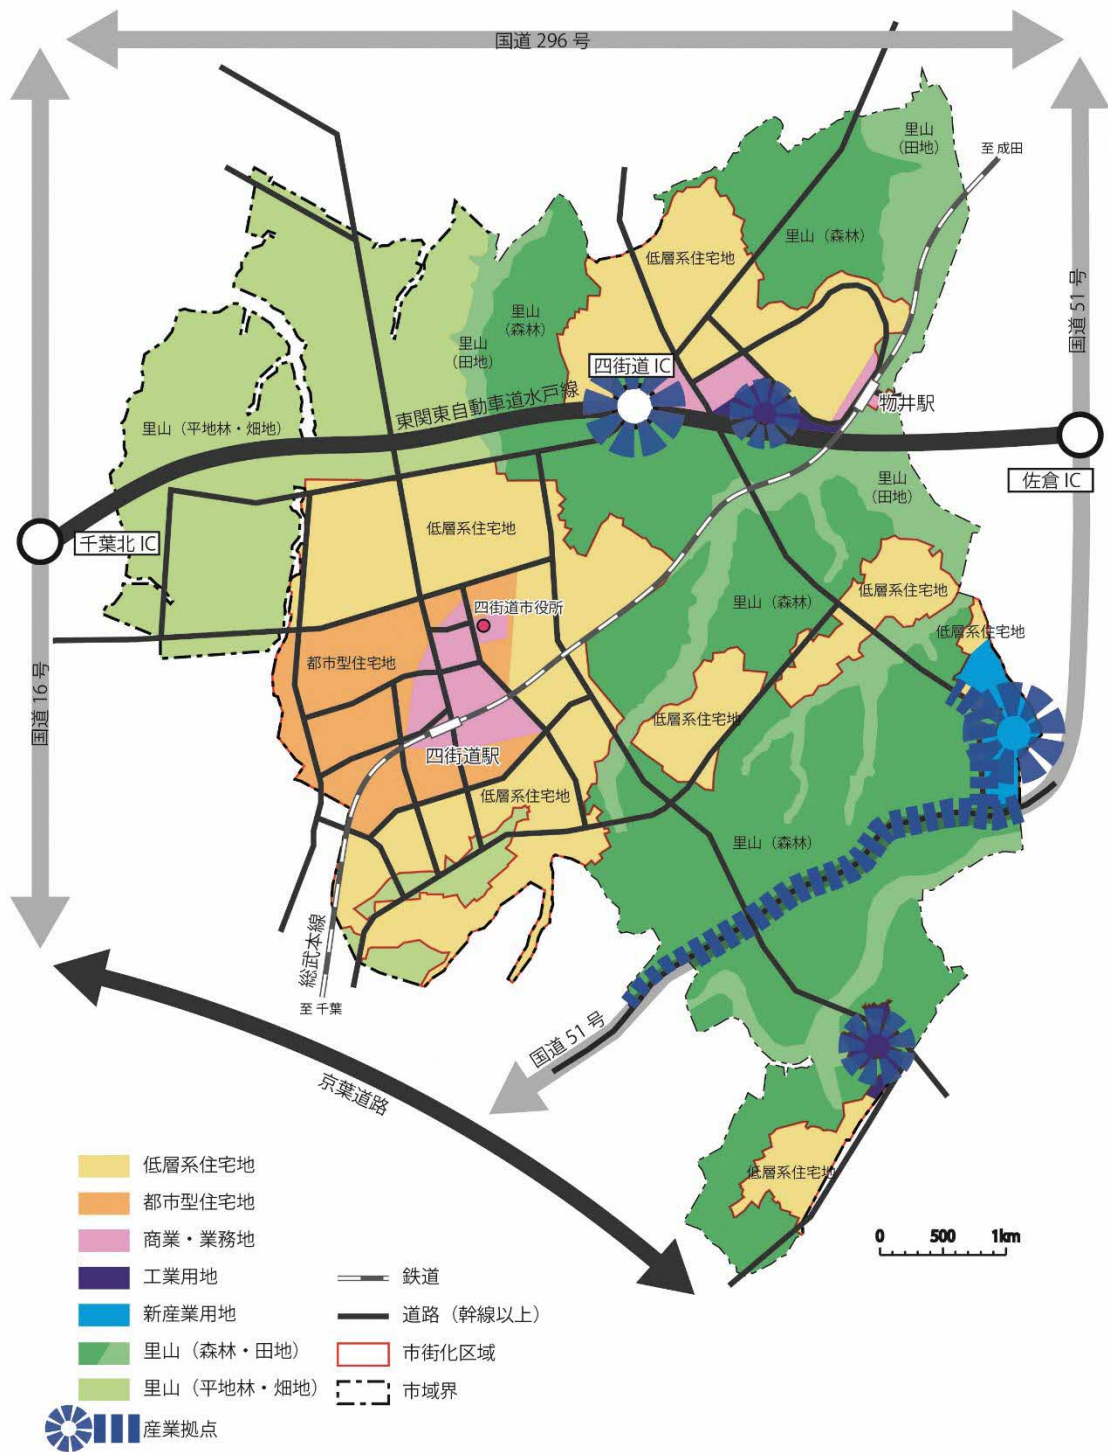 国道 296 号
里山
（田地）
至 成田
里山（森林）
低層系住宅地
国道 51 号
里山
（森林）
里山
（田地）
四街道 IC
東関東自動車道水戸線
物井駅
里山（平地林・畑地）
里山
（田地）
佐倉 IC
千葉北 IC
低層系住宅地
低層系住宅地
四街道市役所
里山（森林）
低層系住宅地
都市型住宅地
国道 16 号
低層系住宅地
四街道駅
低層系住宅地
里山（森林）
総武本線
至 千葉
国道 51 号
京葉道路
低層系住宅地
0 500 1km
低層系住宅地
都市型住宅地
商業・業務地
工業用地
新産業用地
里山（森林・田地）
里山（平地林・畑地）
産業拠点
鉄道
道路（幹線以上）
市街化区域
市域界